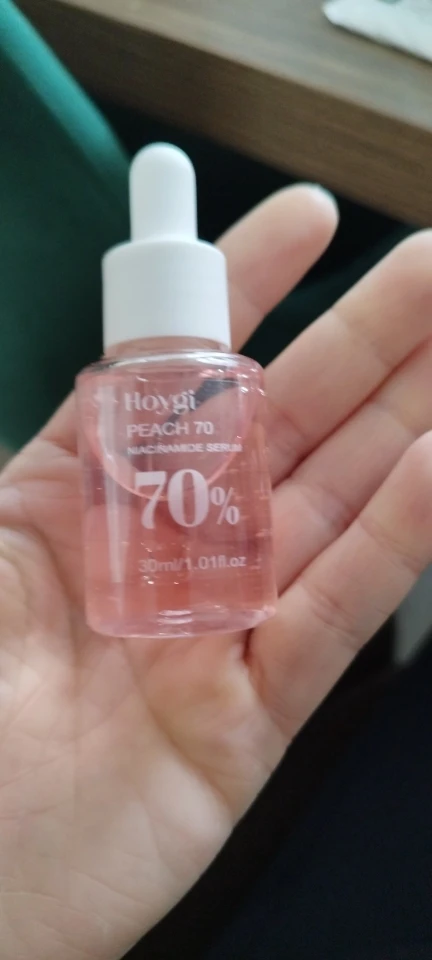 Hoygi
PEACH 70
NIACINAMIDE SERUM
70%
30ml/1.01fl.oz